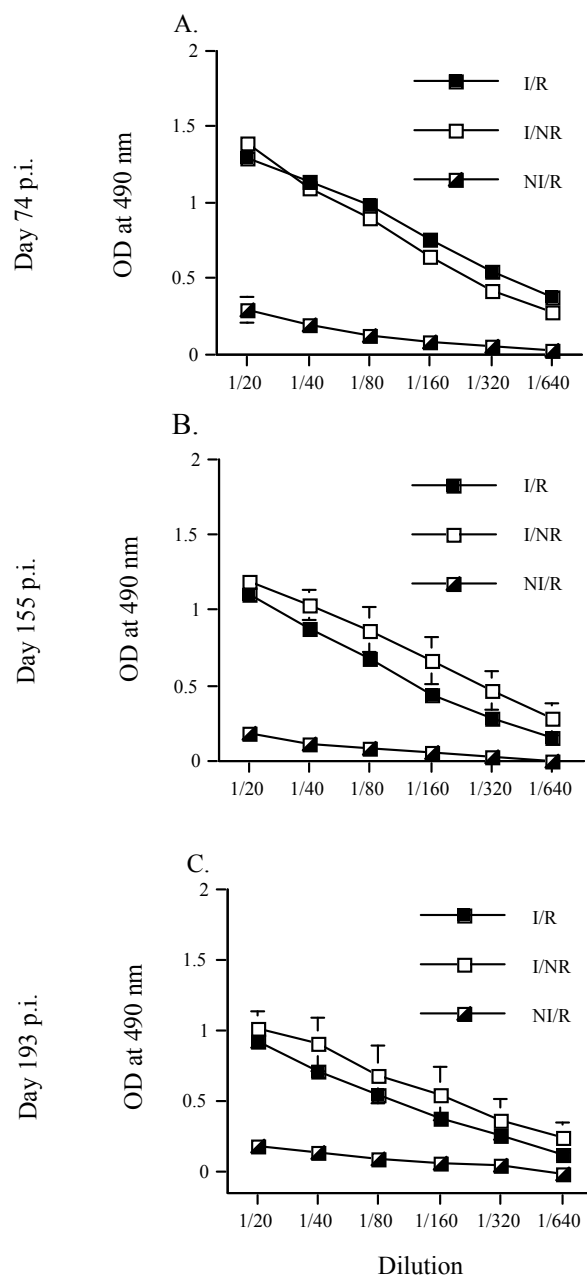 A.
Day 74 p.i.
OD at 490 nm
2
1.5
1
0.5
0
I/R
I/NR
NI/R
1/20 1/40 1/80 1/160 1/320 1/640
B.
Day 155 p.i.
OD at 490 nm
2
1.5
1
0.5
0
I/R
I/NR
NI/R
1/20 1/40 1/80 1/160 1/320 1/640
C.
Day 193 p.i.
OD at 490 nm
2
1.5
1
0.5
0
I/R
I/NR
NI/R
1/20 1/40 1/80 1/160 1/320 1/640
Dilution